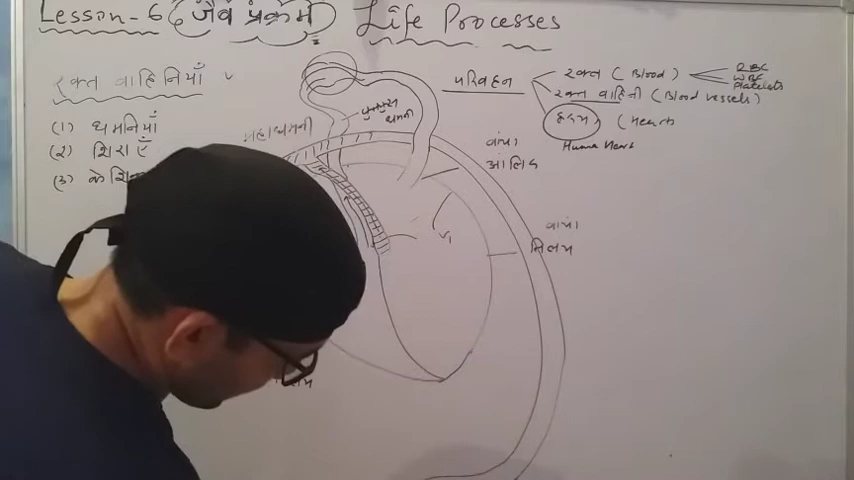 Lesson-6 (जैव प्रक्रम) Life Processes
रक्त वाहिनियाँ
(1) धमनियाँ
(2) शिराएँ
(3)
महाधमनी
फुफ्फुस
धमनी
परिवहन
रक्त (Blood)
RBC
WBC
Platelets
रक्त वाहिनी (Blood vessels)
हृदय (Heart
Human Heart
बांया
आलिंद
बायां
निलय